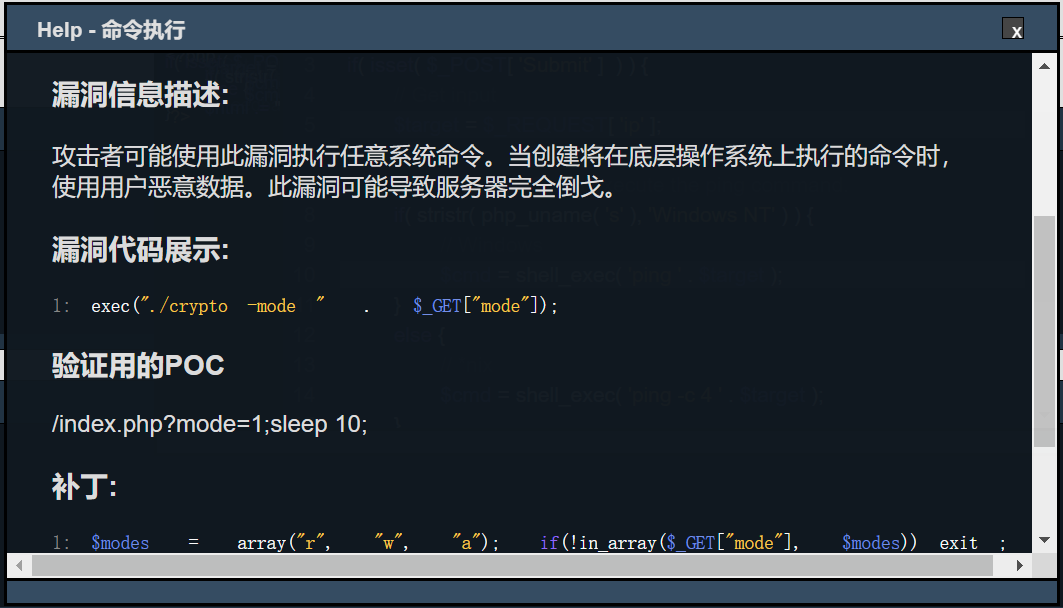 Help - 命令执行
x
漏洞信息描述:
攻击者可能使用此漏洞执行任意系统命令。当创建将在底层操作系统上执行的命令时，
使用用户恶意数据。此漏洞可能导致服务器完全倒戈。
漏洞代码展示:
1: exec("./crypto -mode " . $_GET["mode"]);
验证用的POC
/index.php?mode=1;sleep 10;
补丁:
1: $modes = array("r", "w", "a"); if(!in_array($_GET["mode"], $modes)) exit ;